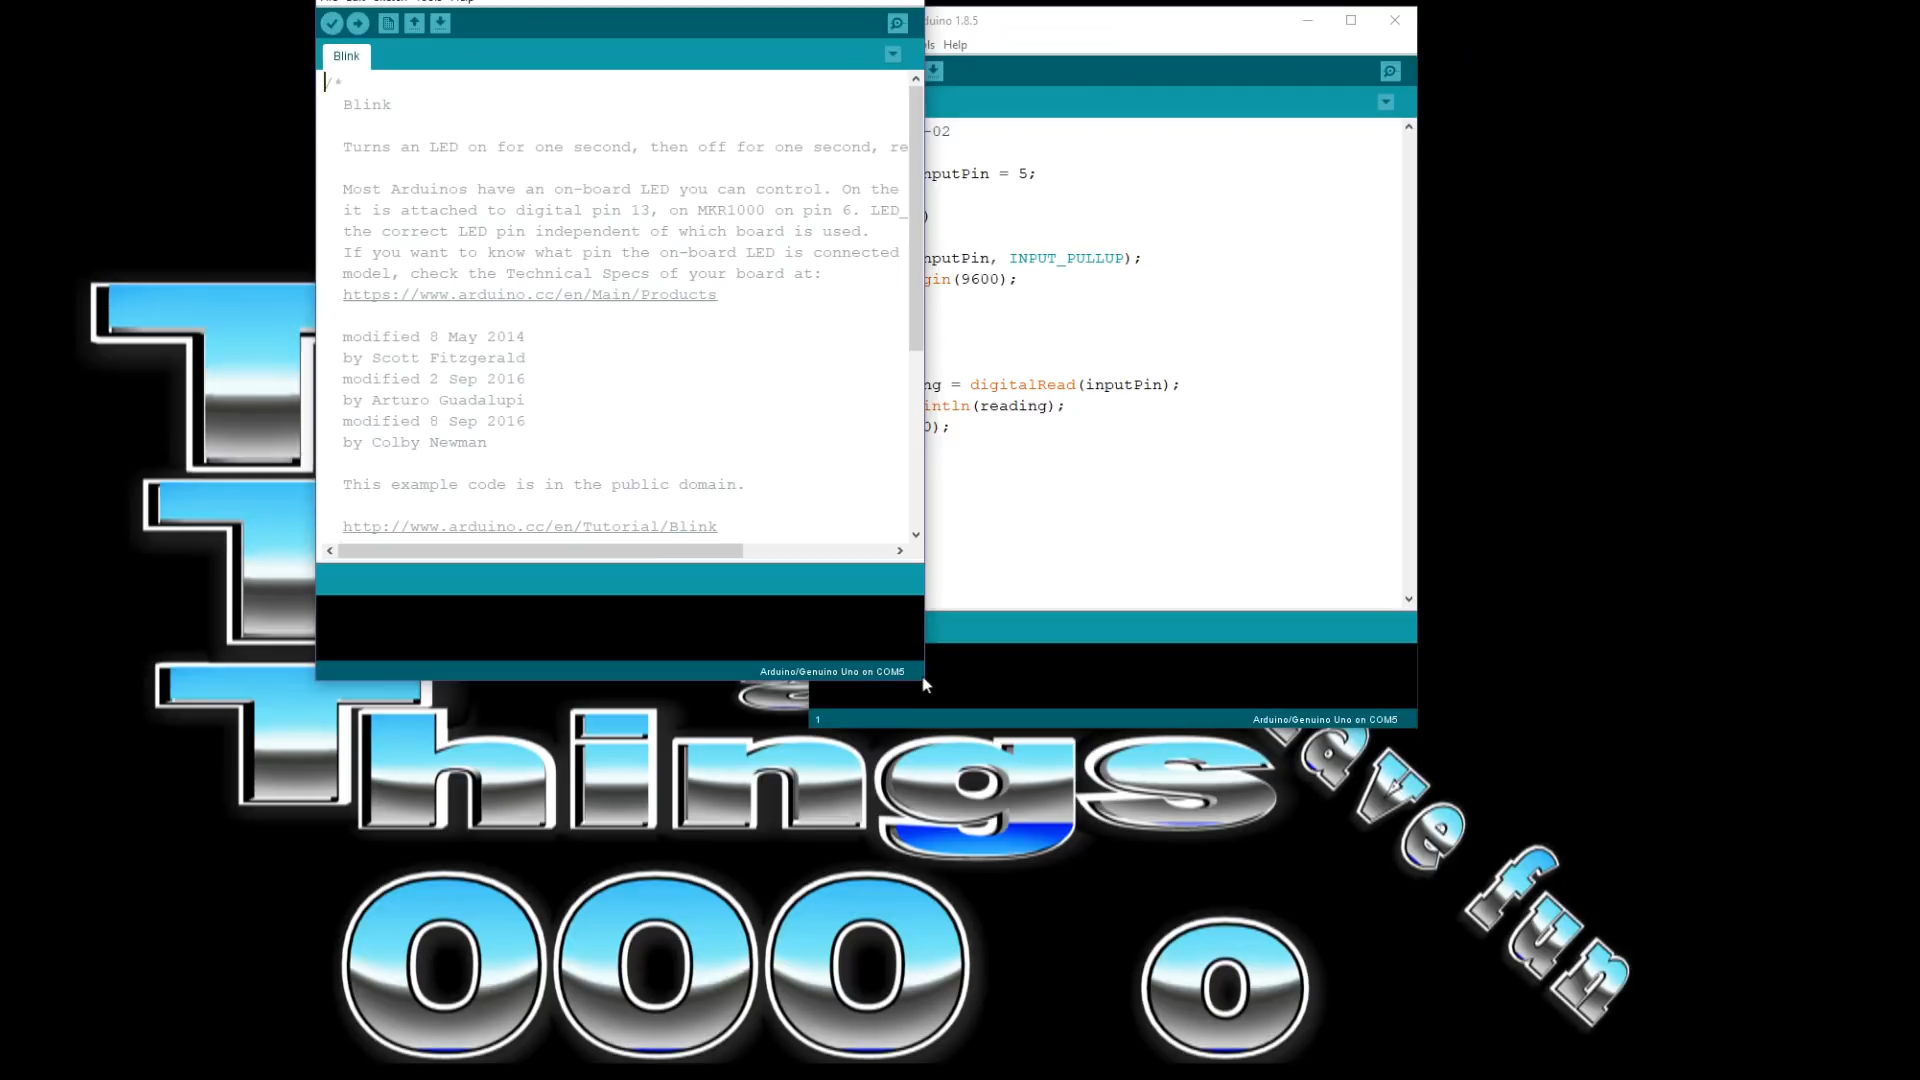 Blink
/*
Blink
Turns an LED on for one second, then off for one second, re
Most Arduinos have an on-board LED you can control. On the
it is attached to digital pin 13, on MKR1000 on pin 6. LED_
the correct LED pin independent of which board is used.
If you want to know what pin the on-board LED is connected
model, check the Technical Specs of your board at:
https://www.arduino.cc/en/Main/Products
modified 8 May 2014
by Scott Fitzgerald
modified 2 Sep 2016
by Arturo Guadalupi
modified 8 Sep 2016
by Colby Newman
This example code is in the public domain.
http://www.arduino.cc/en/Tutorial/Blink
Arduino/Genuino Uno on COM5
duino 1.8.5
ls Help
-02
nputPin = 5;
)
nputPin, INPUT_PULLUP);
gin(9600);
ng = digitalRead(inputPin);
intln(reading);
0);
1
Arduino/Genuino Uno on COM5
T
T
Things
ave fun
000 0